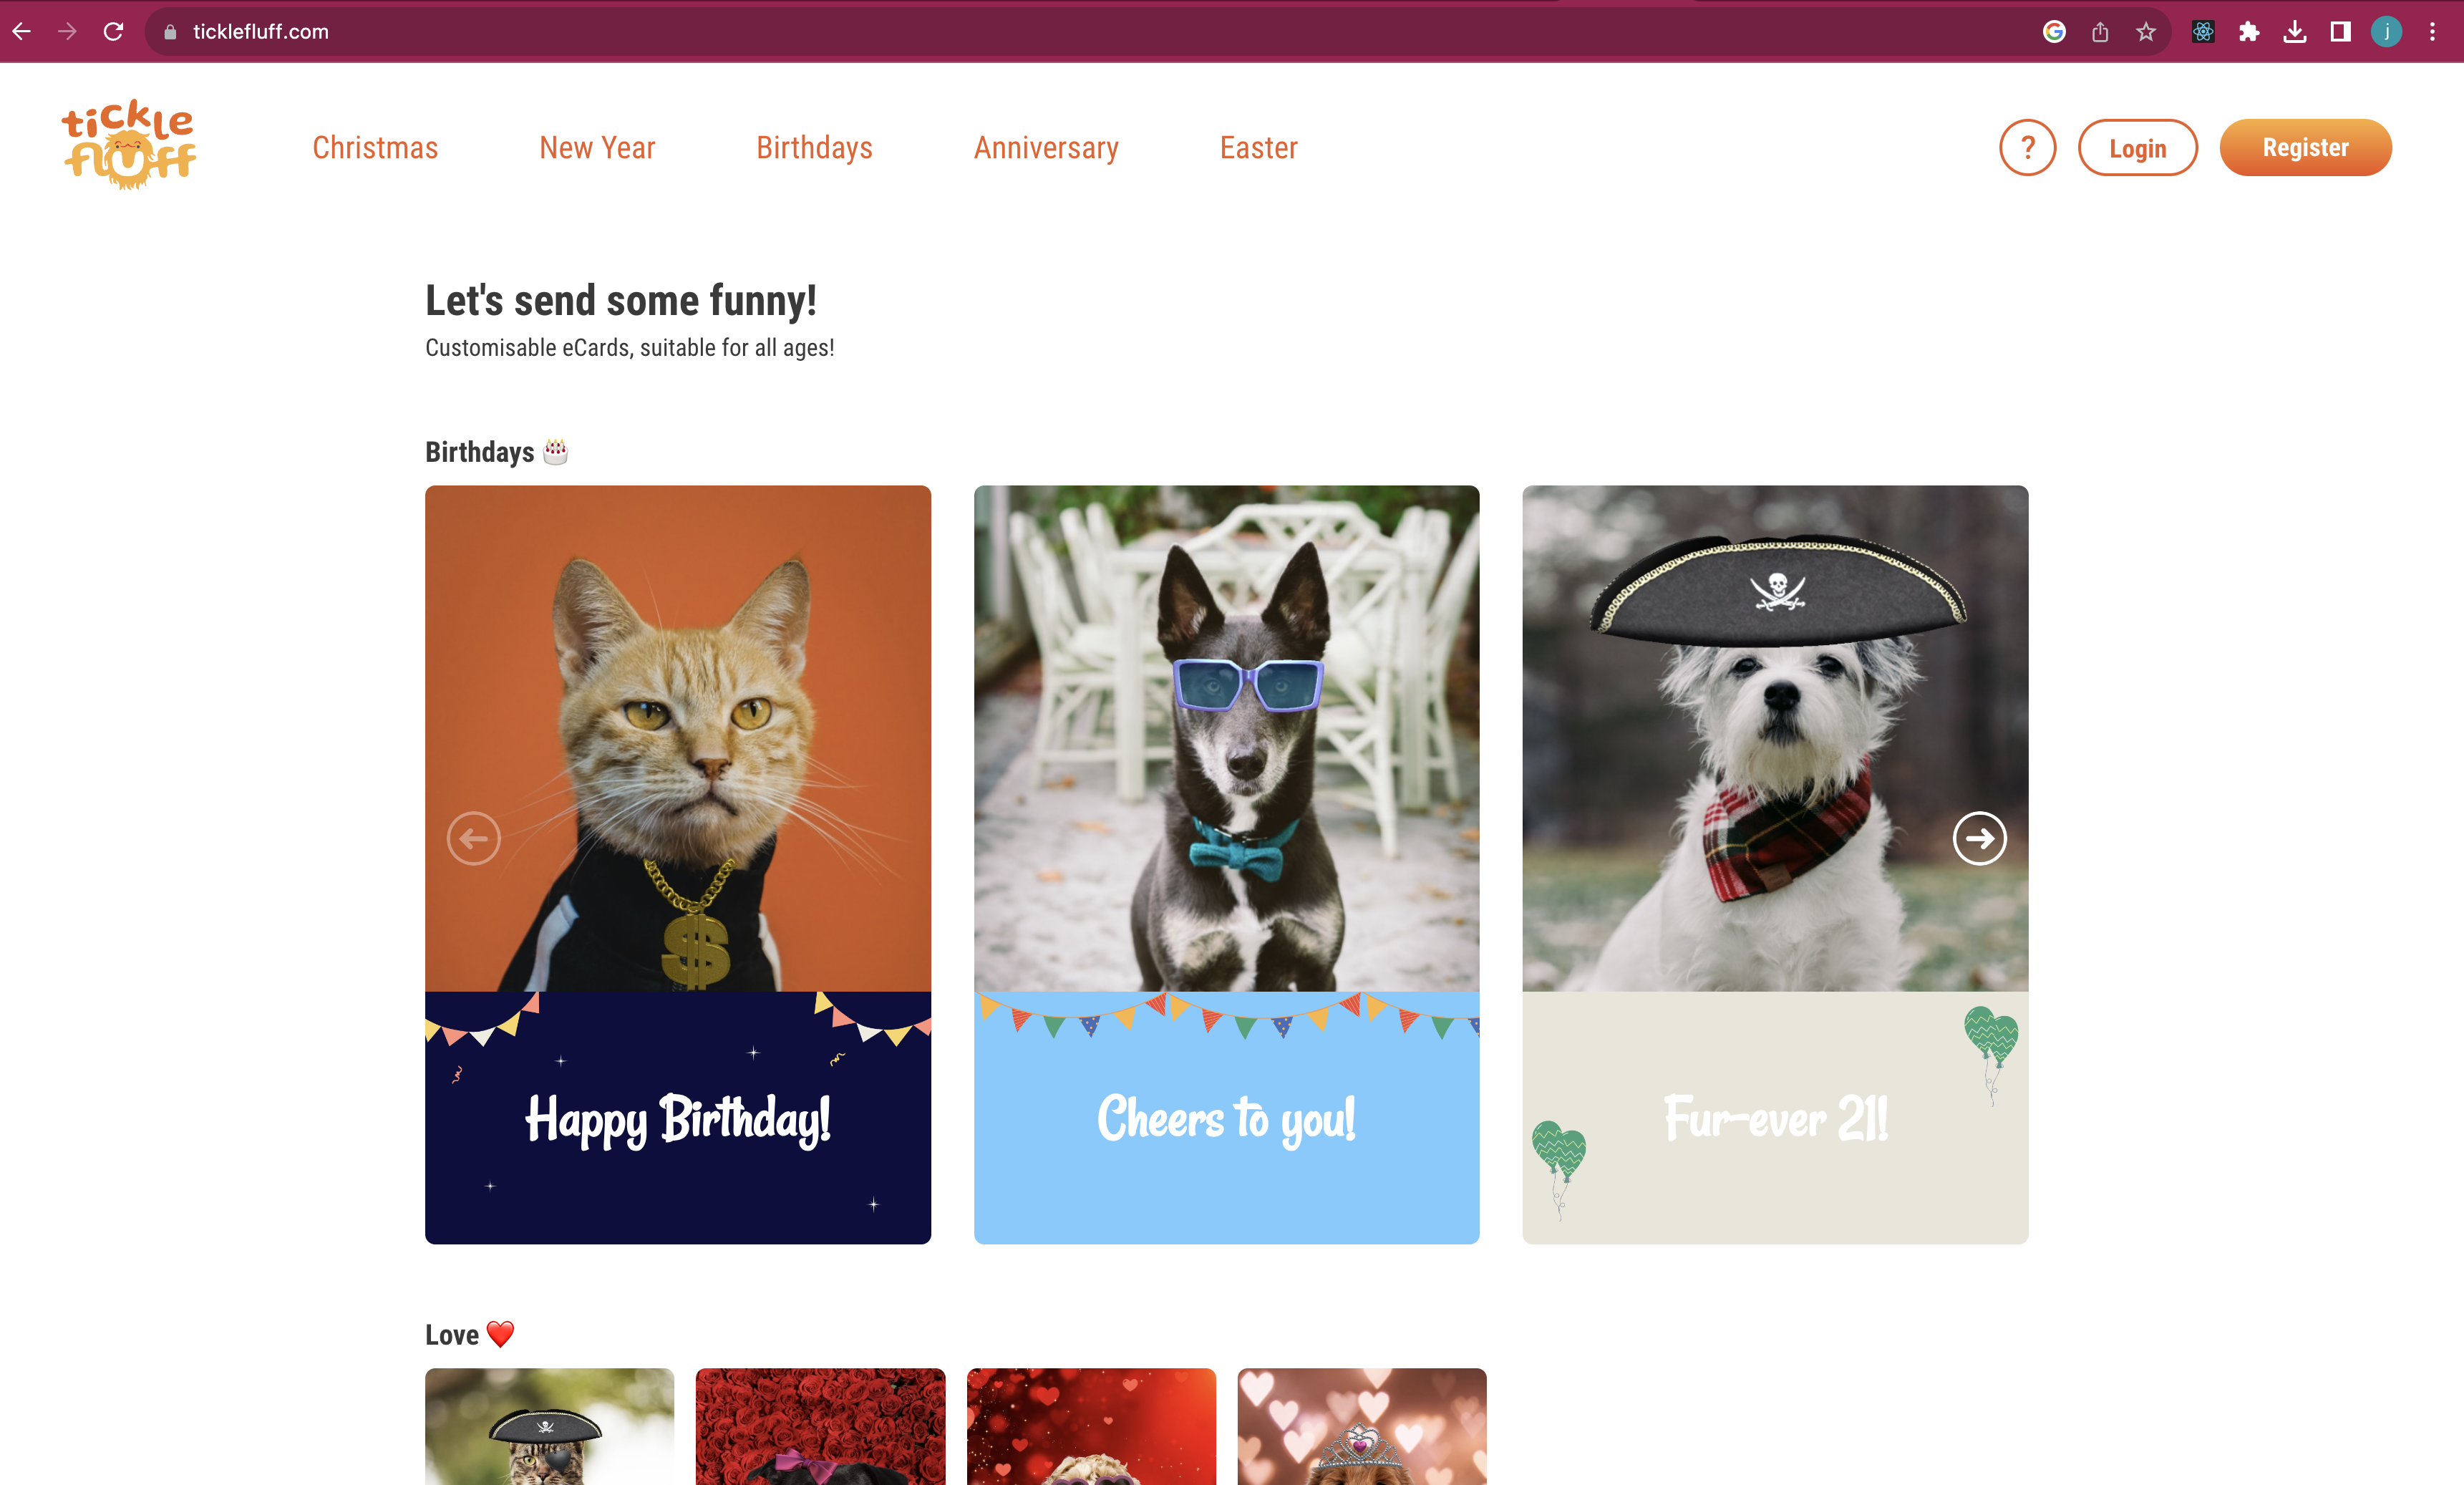 ticklefluff.com
j
tickle
fluff
Christmas
New Year
Birthdays
Anniversary
Easter
?
Login
Register
Let's send some funny!
Customisable eCards, suitable for all ages!
Birthdays 🎂
$
Happy Birthday!
Cheers to you!
Fur-ever 21!
Love ❤️